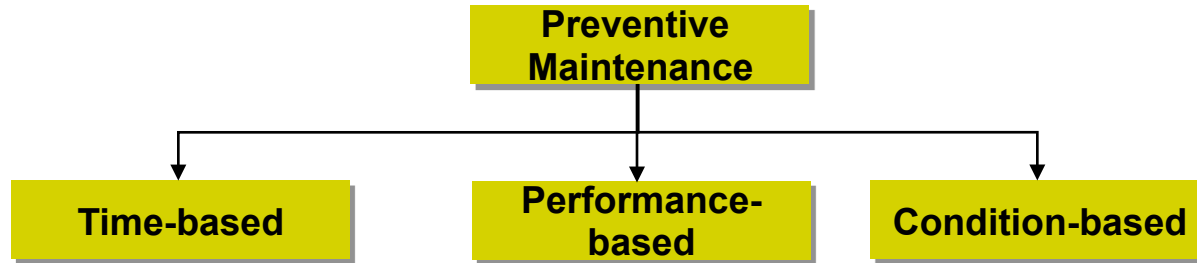 Preventive
Maintenance
Time-based
Performance-
based
Condition-based